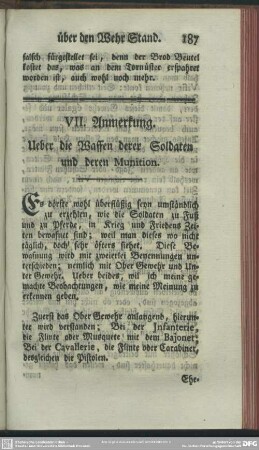 über den Wehr Stand. 187
falsch fürgestellet sei, denn der Brod Beutel
kostet das, was an dem Tornüster erspahret
worden ist, auch wohl noch mehr.
VII. Anmerkung.
Ueber die Waffen derer Soldaten
und deren Munition.
Es dörfte wohl überflüßig seyn umständlich
zu erzehlen, wie die Soldaten zu Fuß
und zu Pferde, in Krieg und Friedens Zei-
ten bewafnet sind; weil man dieses wo nicht
täglich, doch sehr öfters siehet. Diese Be-
wafnung wird mit zweierlei Benennungen un-
terschieden; nemlich mit Ober Gewehr und Un-
ter Gewehr. Ueber beides, will ich meine ge-
machte Beobachtungen, wie meine Meinung zu
erkennen geben.
Zuerst das Ober Gewehr anlangend, hierun-
ter wird verstanden: Bei der Infanterie,
die Flinte oder Musquete mit dem Bajonet.
Bei der Cavallerie, die Flinte oder Carabiner,
desgleichen die Pistolen.
Ehe-
DFG